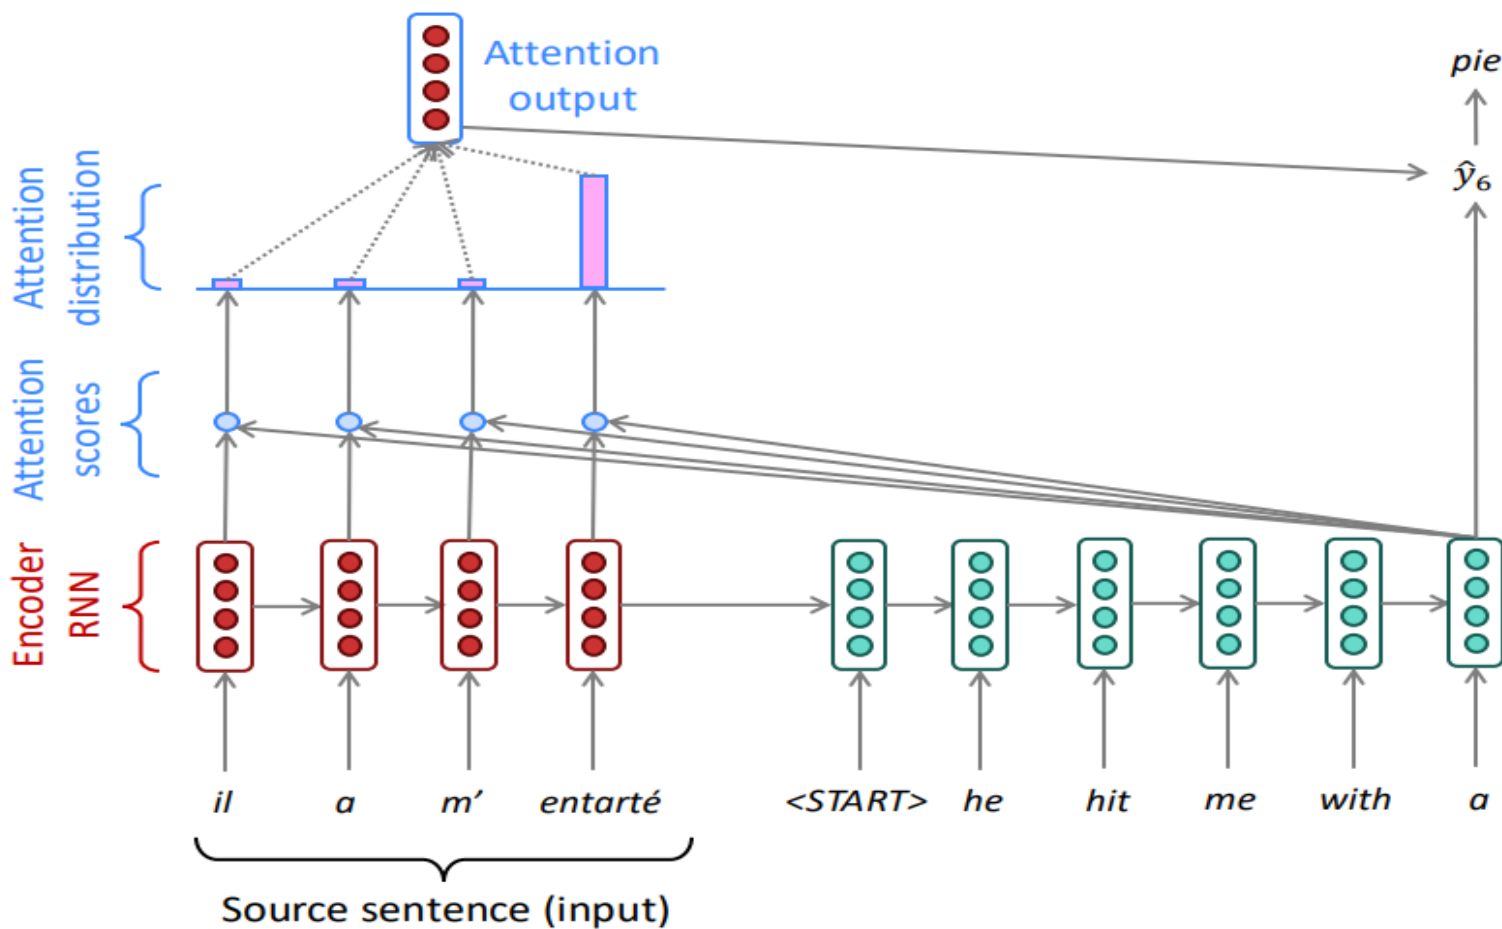 Attention
output
pie
ŷ₆
Attention
distribution
Attention
scores
Encoder
RNN
il a m’ entarté <START> he hit me with a
Source sentence (input)